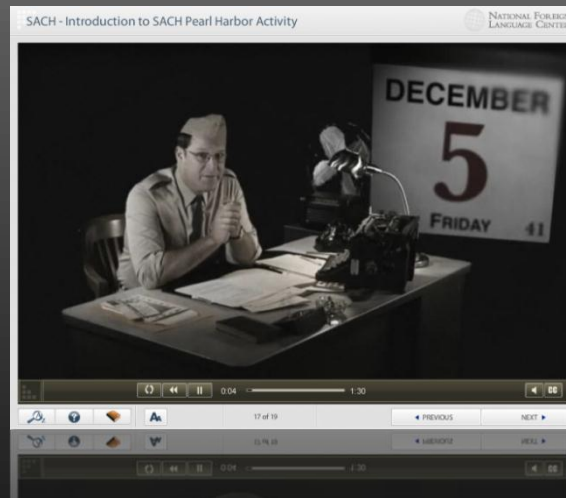 SACH - Introduction to SACH Pearl Harbor Activity
NATIONAL FOREIGN
LANGUAGE CENTER
DECEMBER
5
FRIDAY 41
0:04 1:30 CC
A 17 of 19 PREVIOUS NEXT